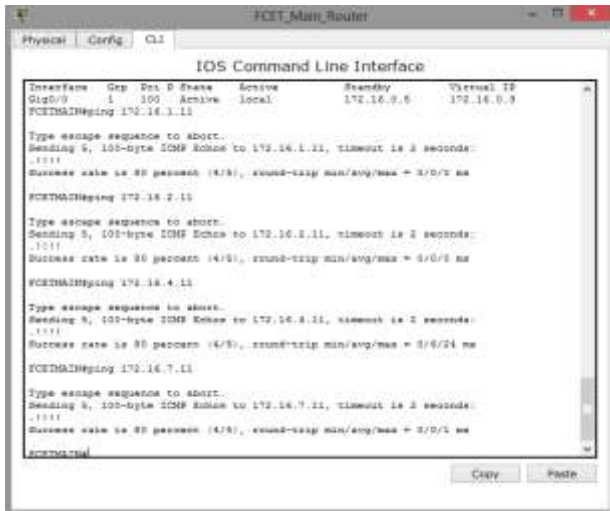 FCET_Main_Router
Physical Config CLI
IOS Command Line Interface
Interface Grp Pri P State Active Standby Virtual IP
Gig0/0 1 100 Active local 172.16.0.
FCETMAIN#ping 172.16.1.11
Type escape sequence to abort.
Sending 5, 100-byte ICMP Echos to 172.16.1.11, timeout is 2 seconds:
.!!!!
Success rate is 80 percent (4/5), round-trip min/avg/max =
FCETMAIN#ping 172.16.2.11
Type escape sequence to abort.
Sending 5, 100-byte ICMP Echos to 172.16.2.11, timeout is 2 seconds:
.!!!!
Success rate is 80 percent (4/5), round-trip min/avg/max = 0/0/0 ms
FCETMAIN#ping 172.16.4.11
Type escape sequence to abort.
Sending 5, 100-byte ICMP Echos to 172.16.4.11, timeout is 2 seconds:
.!!!!
Success rate is 80 percent (4/5), round-trip min/avg/max = 0/6/24 ms
FCETMAIN#ping 172.16.7.11
Type escape sequence to abort.
Sending 5, 100-byte ICMP Echos to 172.16.7.11, timeout is 2 seconds:
.!!!!
Success rate is 80 percent (4/5), round-trip min/avg/max = 0/0/1 ms
FCETMAIN#
Copy Paste